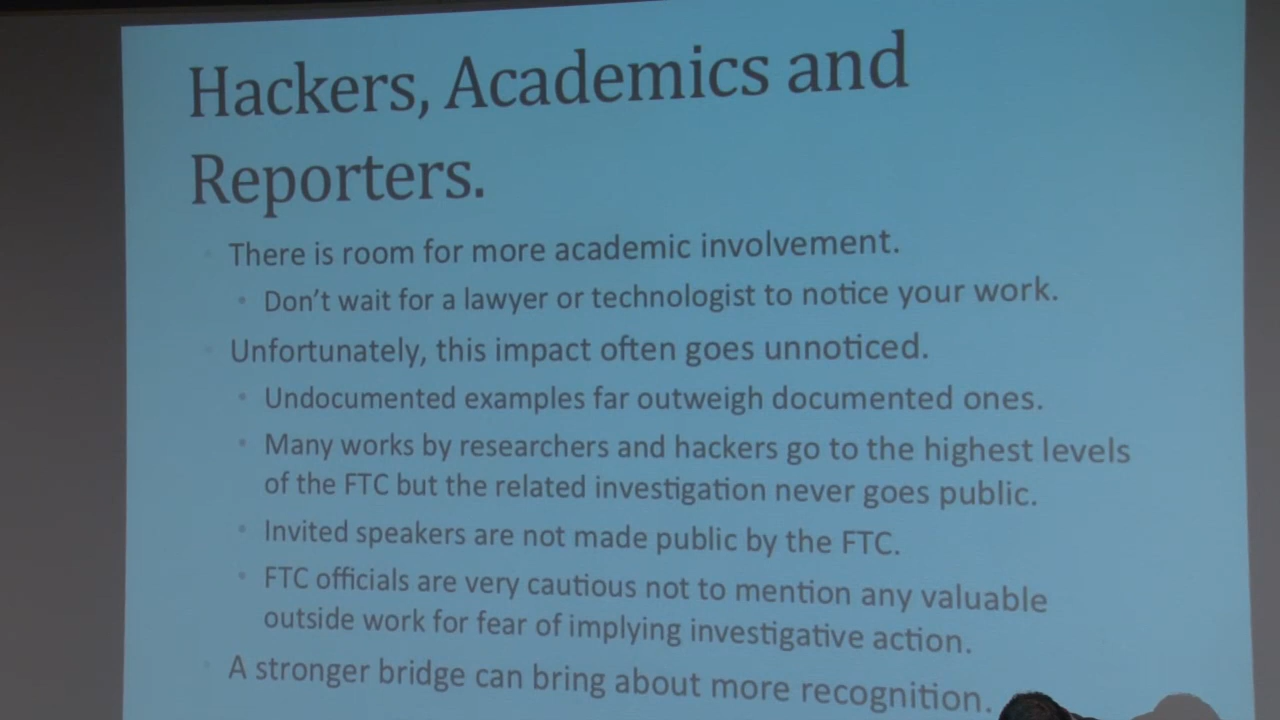 Hackers, Academics and
Reporters.
There is room for more academic involvement.
Don't wait for a lawyer or technologist to notice your work.
Unfortunately, this impact often goes unnoticed.
Undocumented examples far outweigh documented ones.
Many works by researchers and hackers go to the highest levels
of the FTC but the related investigation never goes public.
Invited speakers are not made public by the FTC.
FTC officials are very cautious not to mention any valuable
outside work for fear of implying investigative action.
A stronger bridge can bring about more recognition.